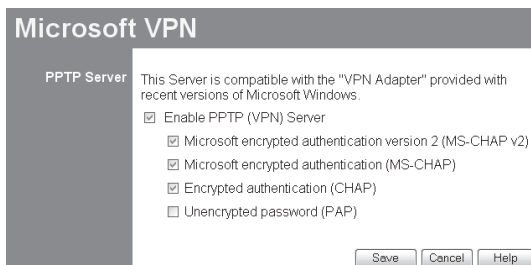 Microsoft VPN
PPTP Server
This Server is compatible with the "VPN Adapter" provided with
recent versions of Microsoft Windows.
Enable PPTP (VPN) Server
Microsoft encrypted authentication version 2 (MS-CHAP v2)
Microsoft encrypted authentication (MS-CHAP)
Encrypted authentication (CHAP)
Unencrypted password (PAP)
Save Cancel Help